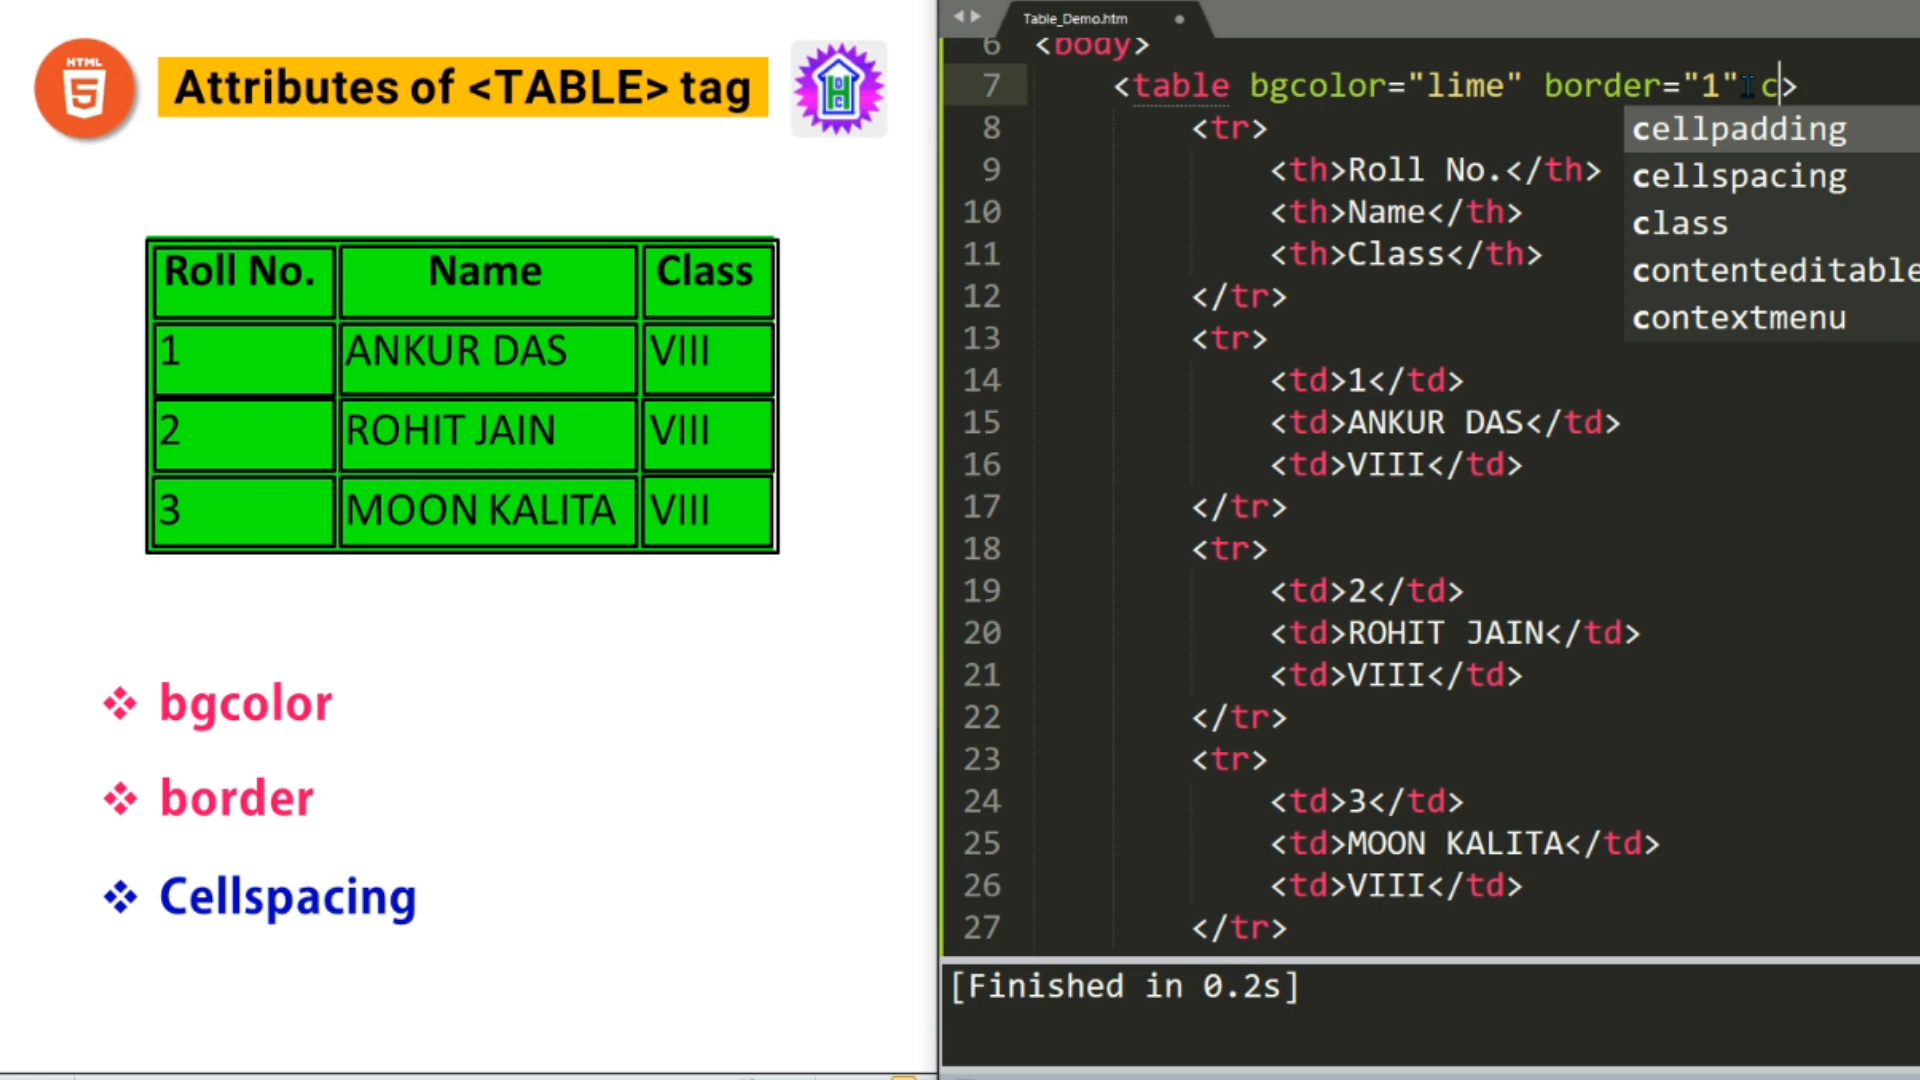 HTML
5
Attributes of <TABLE> tag
H
Roll No. Name Class
1 ANKUR DAS VIII
2 ROHIT JAIN VIII
3 MOON KALITA VIII
❖ bgcolor
❖ border
❖ Cellspacing
Table_Demo.htm
6 <body>
7 <table bgcolor="lime" border="1" c>
8 <tr>
9 <th>Roll No.</th>
10 <th>Name</th>
11 <th>Class</th>
12 </tr>
13 <tr>
14 <td>1</td>
15 <td>ANKUR DAS</td>
16 <td>VIII</td>
17 </tr>
18 <tr>
19 <td>2</td>
20 <td>ROHIT JAIN</td>
21 <td>VIII</td>
22 </tr>
23 <tr>
24 <td>3</td>
25 <td>MOON KALITA</td>
26 <td>VIII</td>
27 </tr>
cellpadding
cellspacing
class
contenteditable
contextmenu
[Finished in 0.2s]